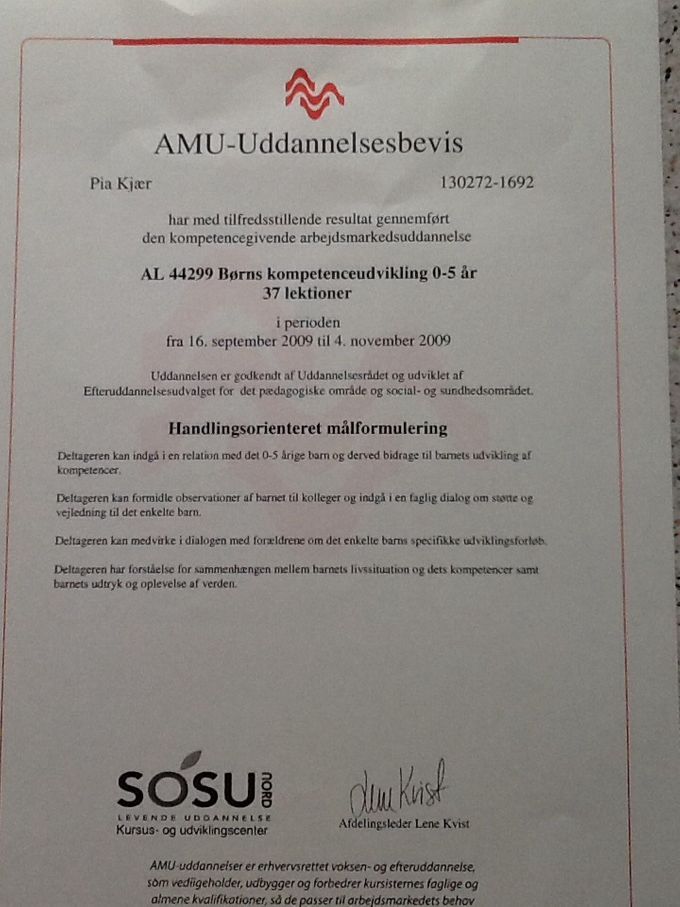 AMU-Uddannelsesbevis
Pia Kjær 130272-1692
har med tilfredsstillende resultat gennemført
den kompetencegivende arbejdsmarkedsuddannelse
AL 44299 Børns kompetenceudvikling 0-5 år
37 lektioner
i perioden
fra 16. september 2009 til 4. november 2009
Uddannelsen er godkendt af Uddannelsesrådet og udviklet af
Efteruddannelsesudvalget for det pædagogiske område og social- og sundhedsområdet.
Handlingsorienteret målformulering
Deltageren kan indgå i en relation med det 0-5 årige barn og derved bidrage til barnets udvikling af
kompetencer.
Deltageren kan formidle observationer af barnet til kolleger og indgå i en faglig dialog om støtte og
vejledning til det enkelte barn.
Deltageren kan medvirke i dialogen med forældrene om det enkelte barns specifikke udviklingsforløb.
Deltageren har forståelse for sammenhængen mellem barnets livssituation og dets kompetencer samt
barnets udtryk og oplevelse af verden.
SOSU NORD
LEVENDE UDDANNELSE
Kursus- og udviklingscenter
Lene Kvist
Afdelingsleder Lene Kvist
AMU-uddannelser er erhvervsrettet voksen- og efteruddannelse,
som vedligeholder, udbygger og forbedrer kursisternes faglige og
almene kvalifikationer, så de passer til arbejdsmarkedets behov